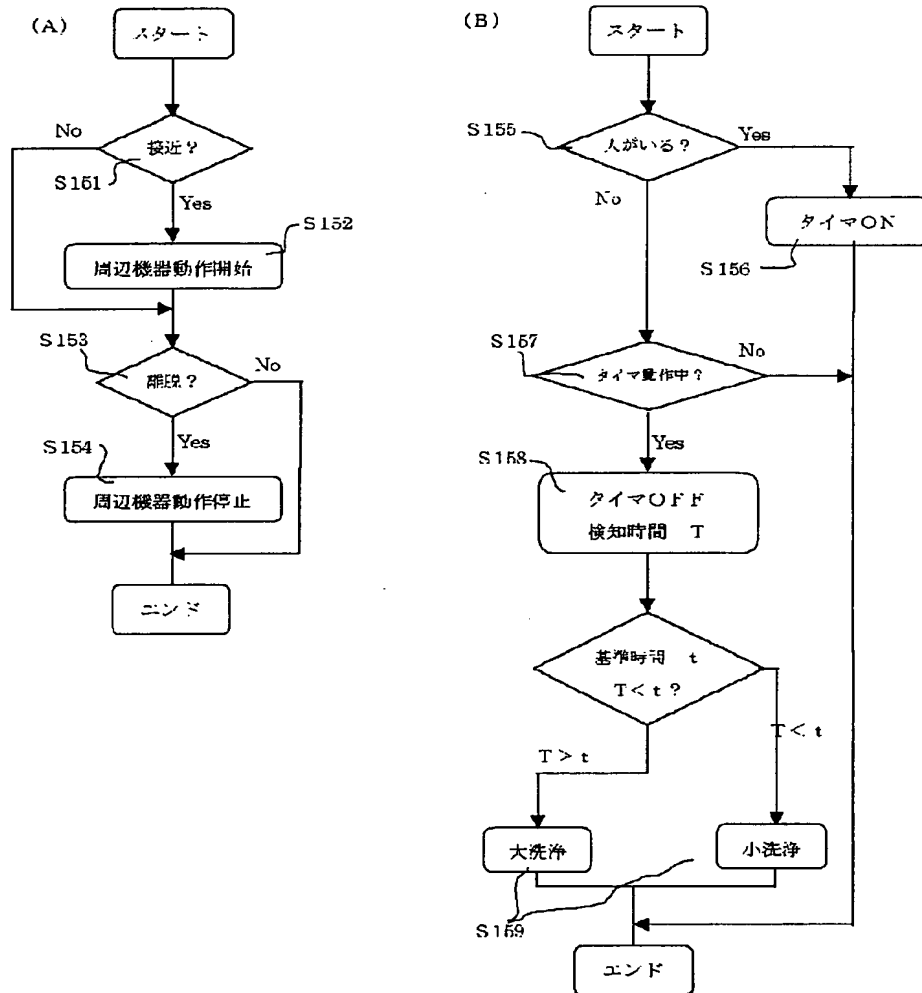 (A)
スタート
No
接近?
S151
Yes
S152
周辺機器動作開始
S153
離脱?
No
S154
Yes
周辺機器動作停止
エンド
(B)
スタート
S155
人がいる?
Yes
No
タイマON
S156
S157
タイマ動作中?
No
Yes
S158
タイマOFF
検知時間 T
基準時間 t
T<t?
T>t
T<t
大洗浄
小洗浄
S159
エンド